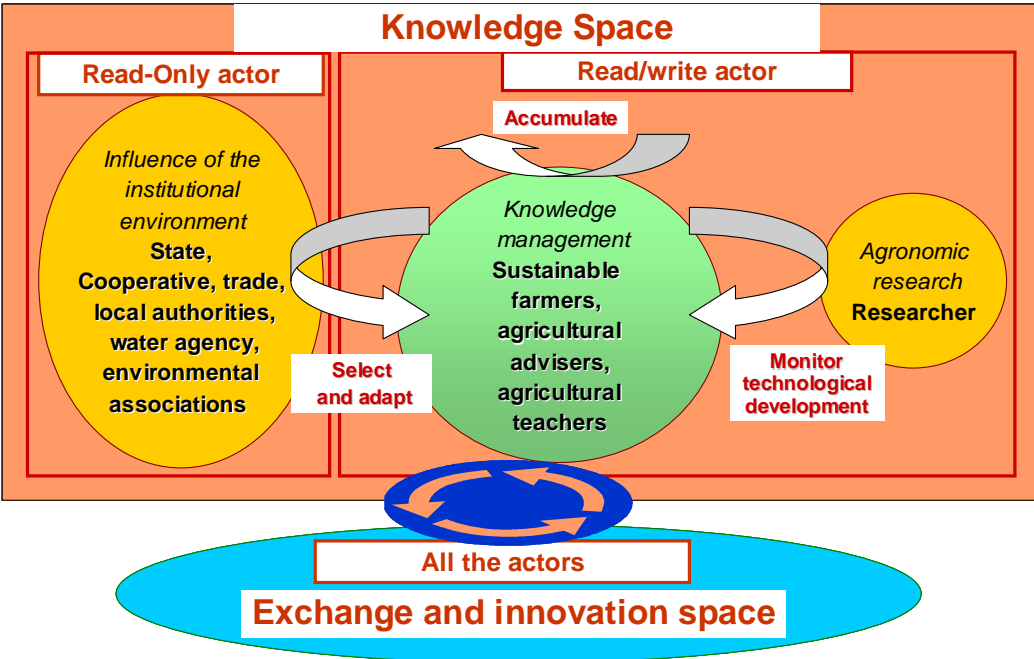 Knowledge Space
Read-Only actor
Read/write actor
Influence of the
institutional
environment
State,
Cooperative, trade,
local authorities,
water agency,
environmental
associations
Select
and adapt
Accumulate
Knowledge
management
Sustainable
farmers,
agricultural
advisers,
agricultural
teachers
Agronomic
research
Researcher
Monitor
technological
development
All the actors
Exchange and innovation space